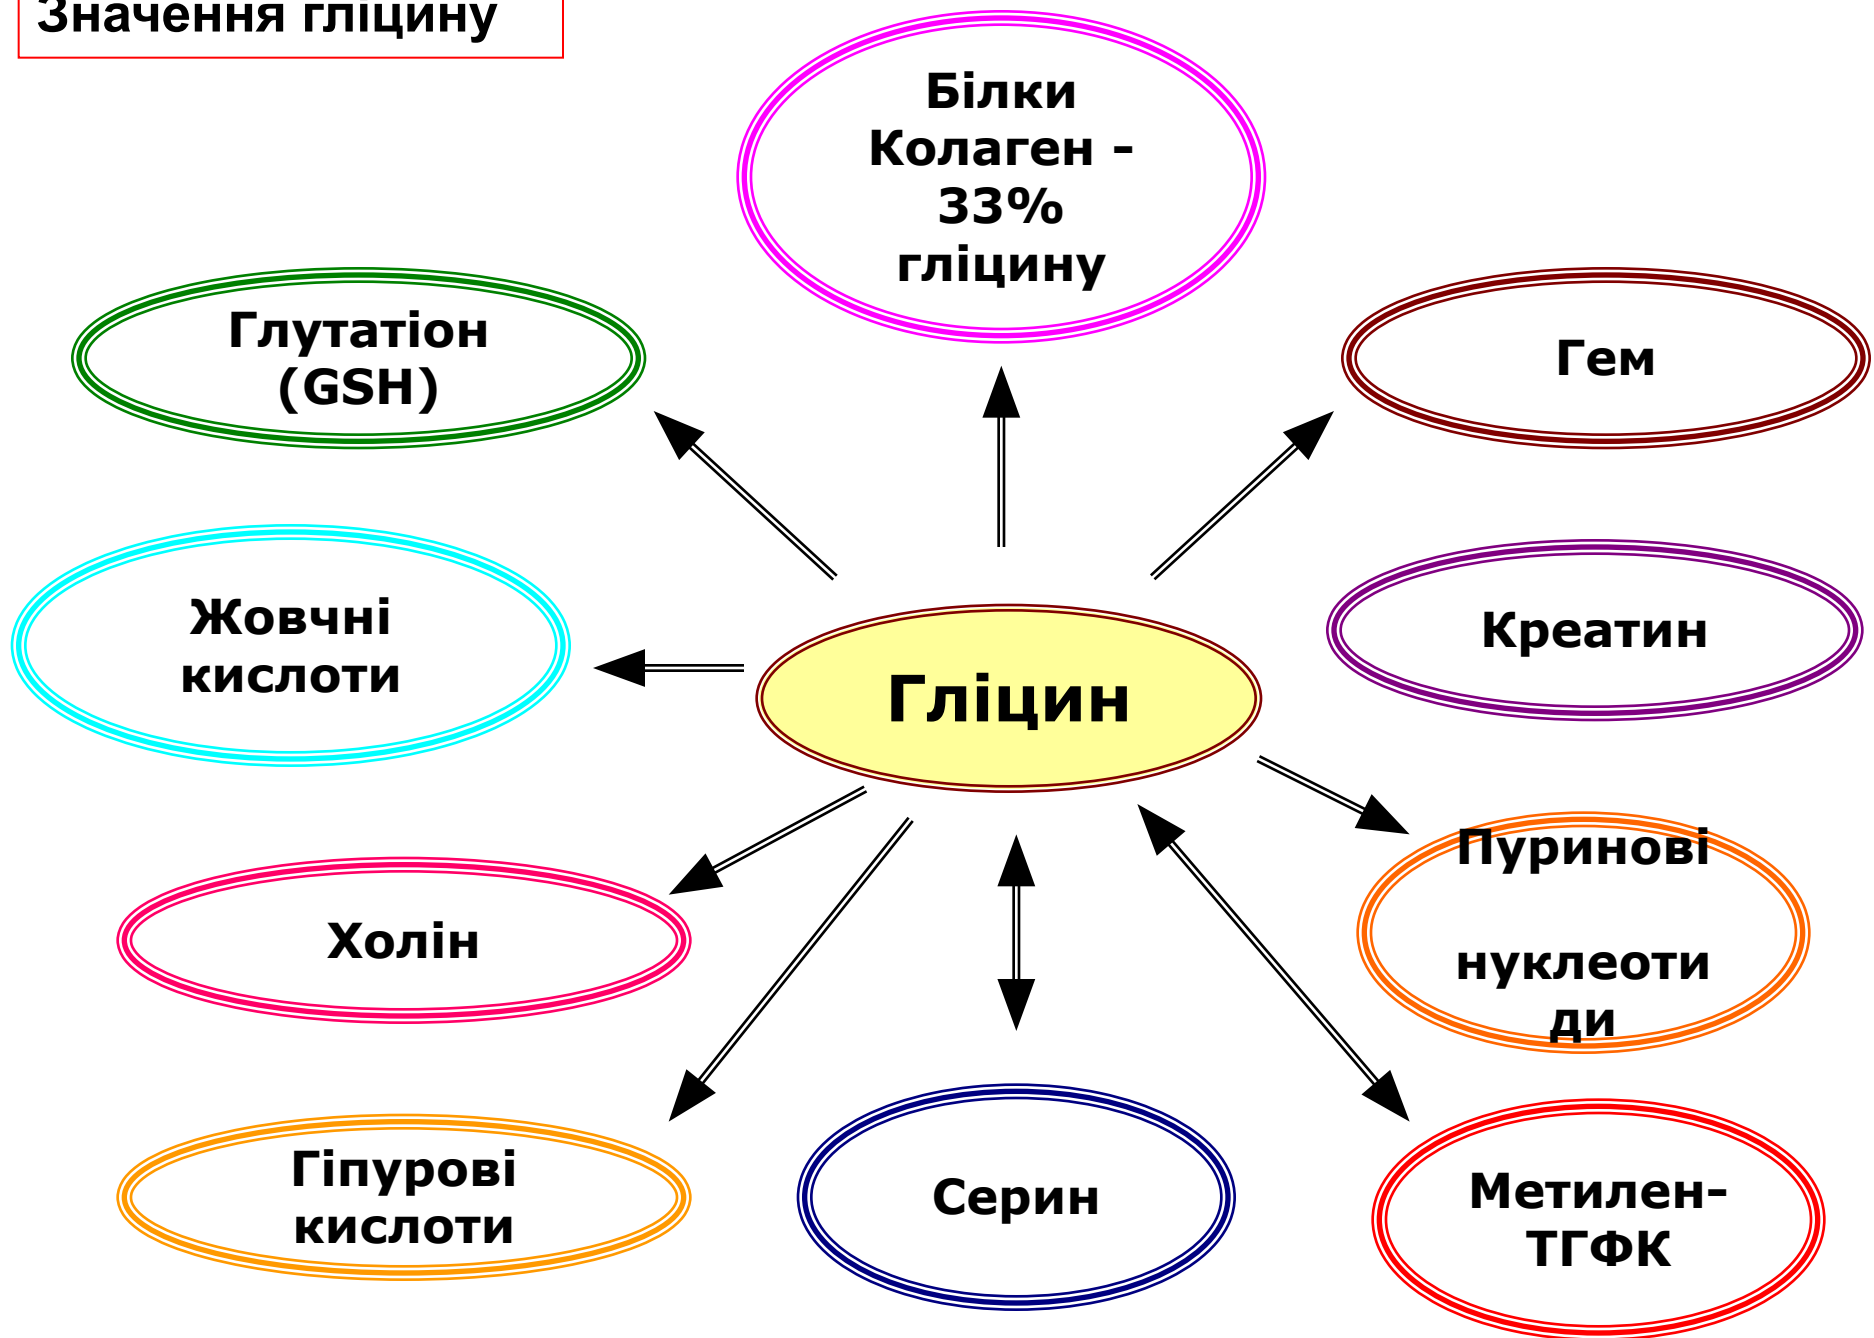 Значення гліцину
Білки
Колаген –
33%
гліцину
Глутатіон
(GSH)
Гем
Жовчні
кислоти
Креатин
Гліцин
Пуринові
нуклеоти
ди
Холін
Гіпурові
кислоти
Серин
Метилен-
ТГФК